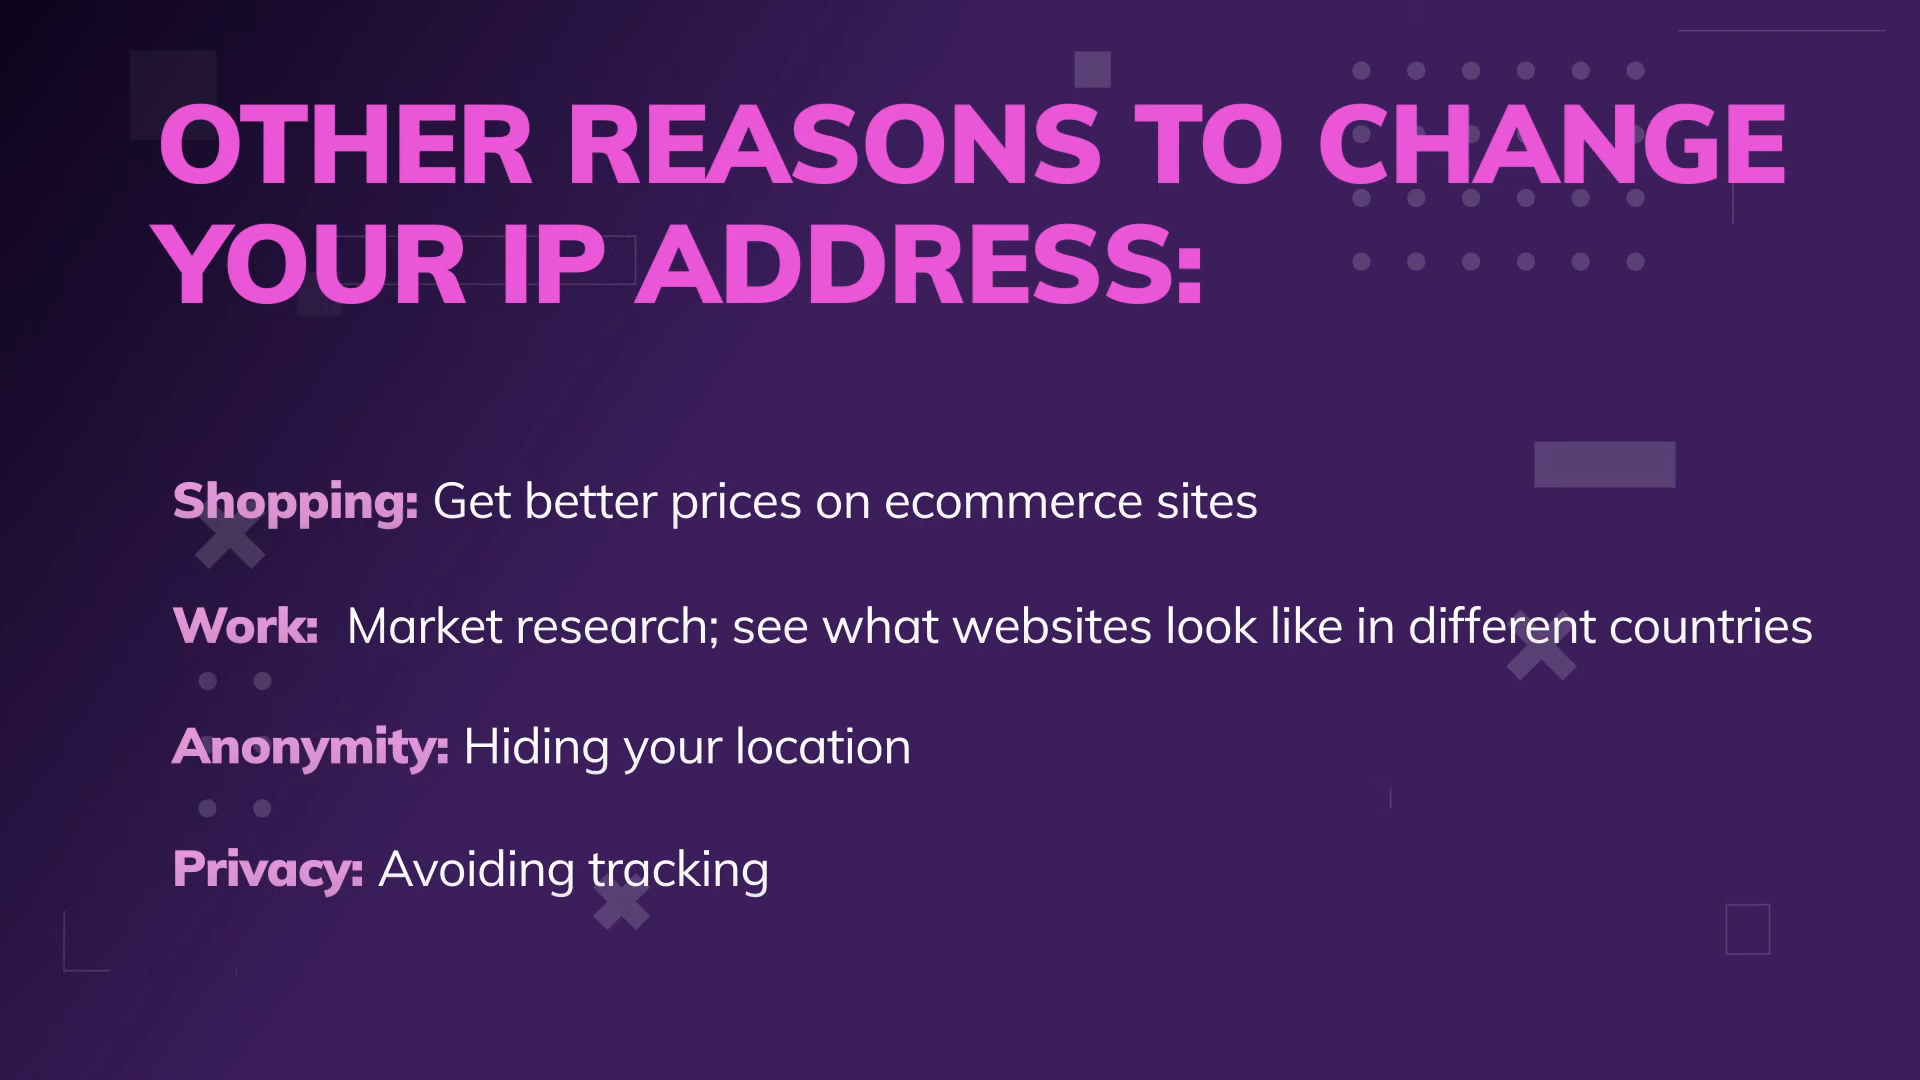 OTHER REASONS TO CHANGE
YOUR IP ADDRESS:
Shopping: Get better prices on ecommerce sites
Work: Market research; see what websites look like in different countries
Anonymity: Hiding your location
Privacy: Avoiding tracking